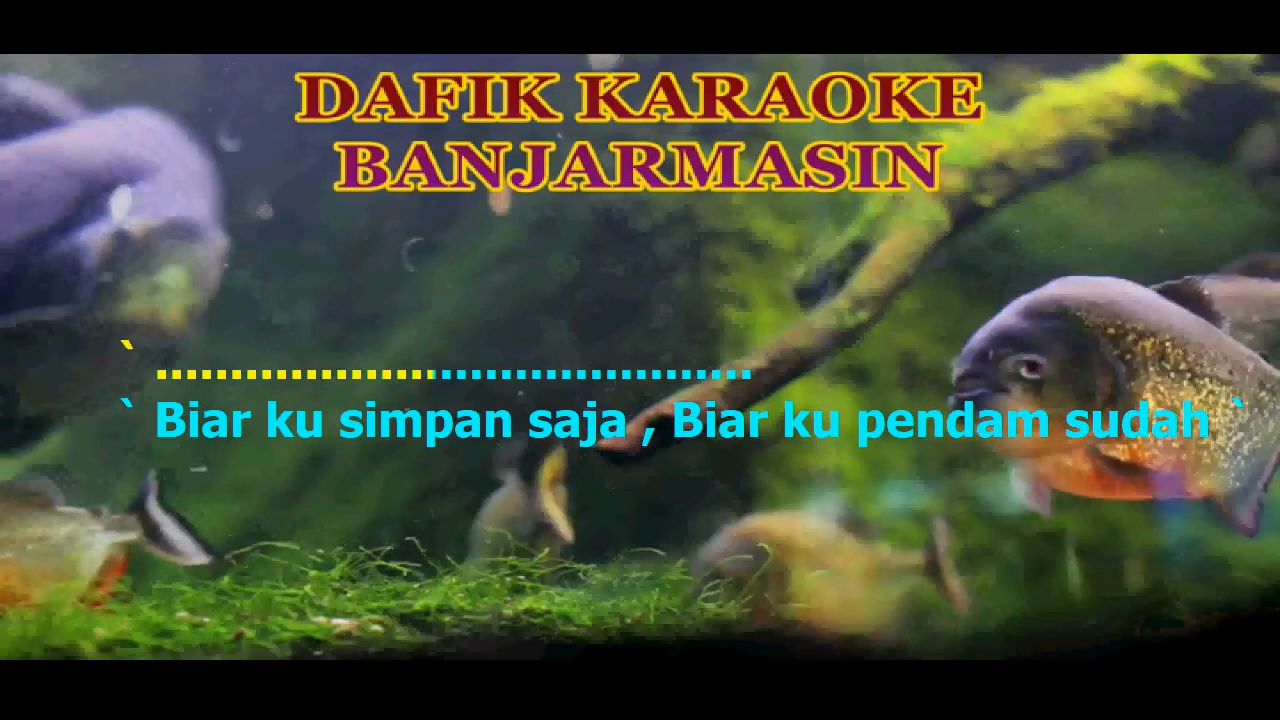 DAFIK KARAOKE
BANJARMASIN
` ........................................
` Biar ku simpan saja , Biar ku pendam sudah `